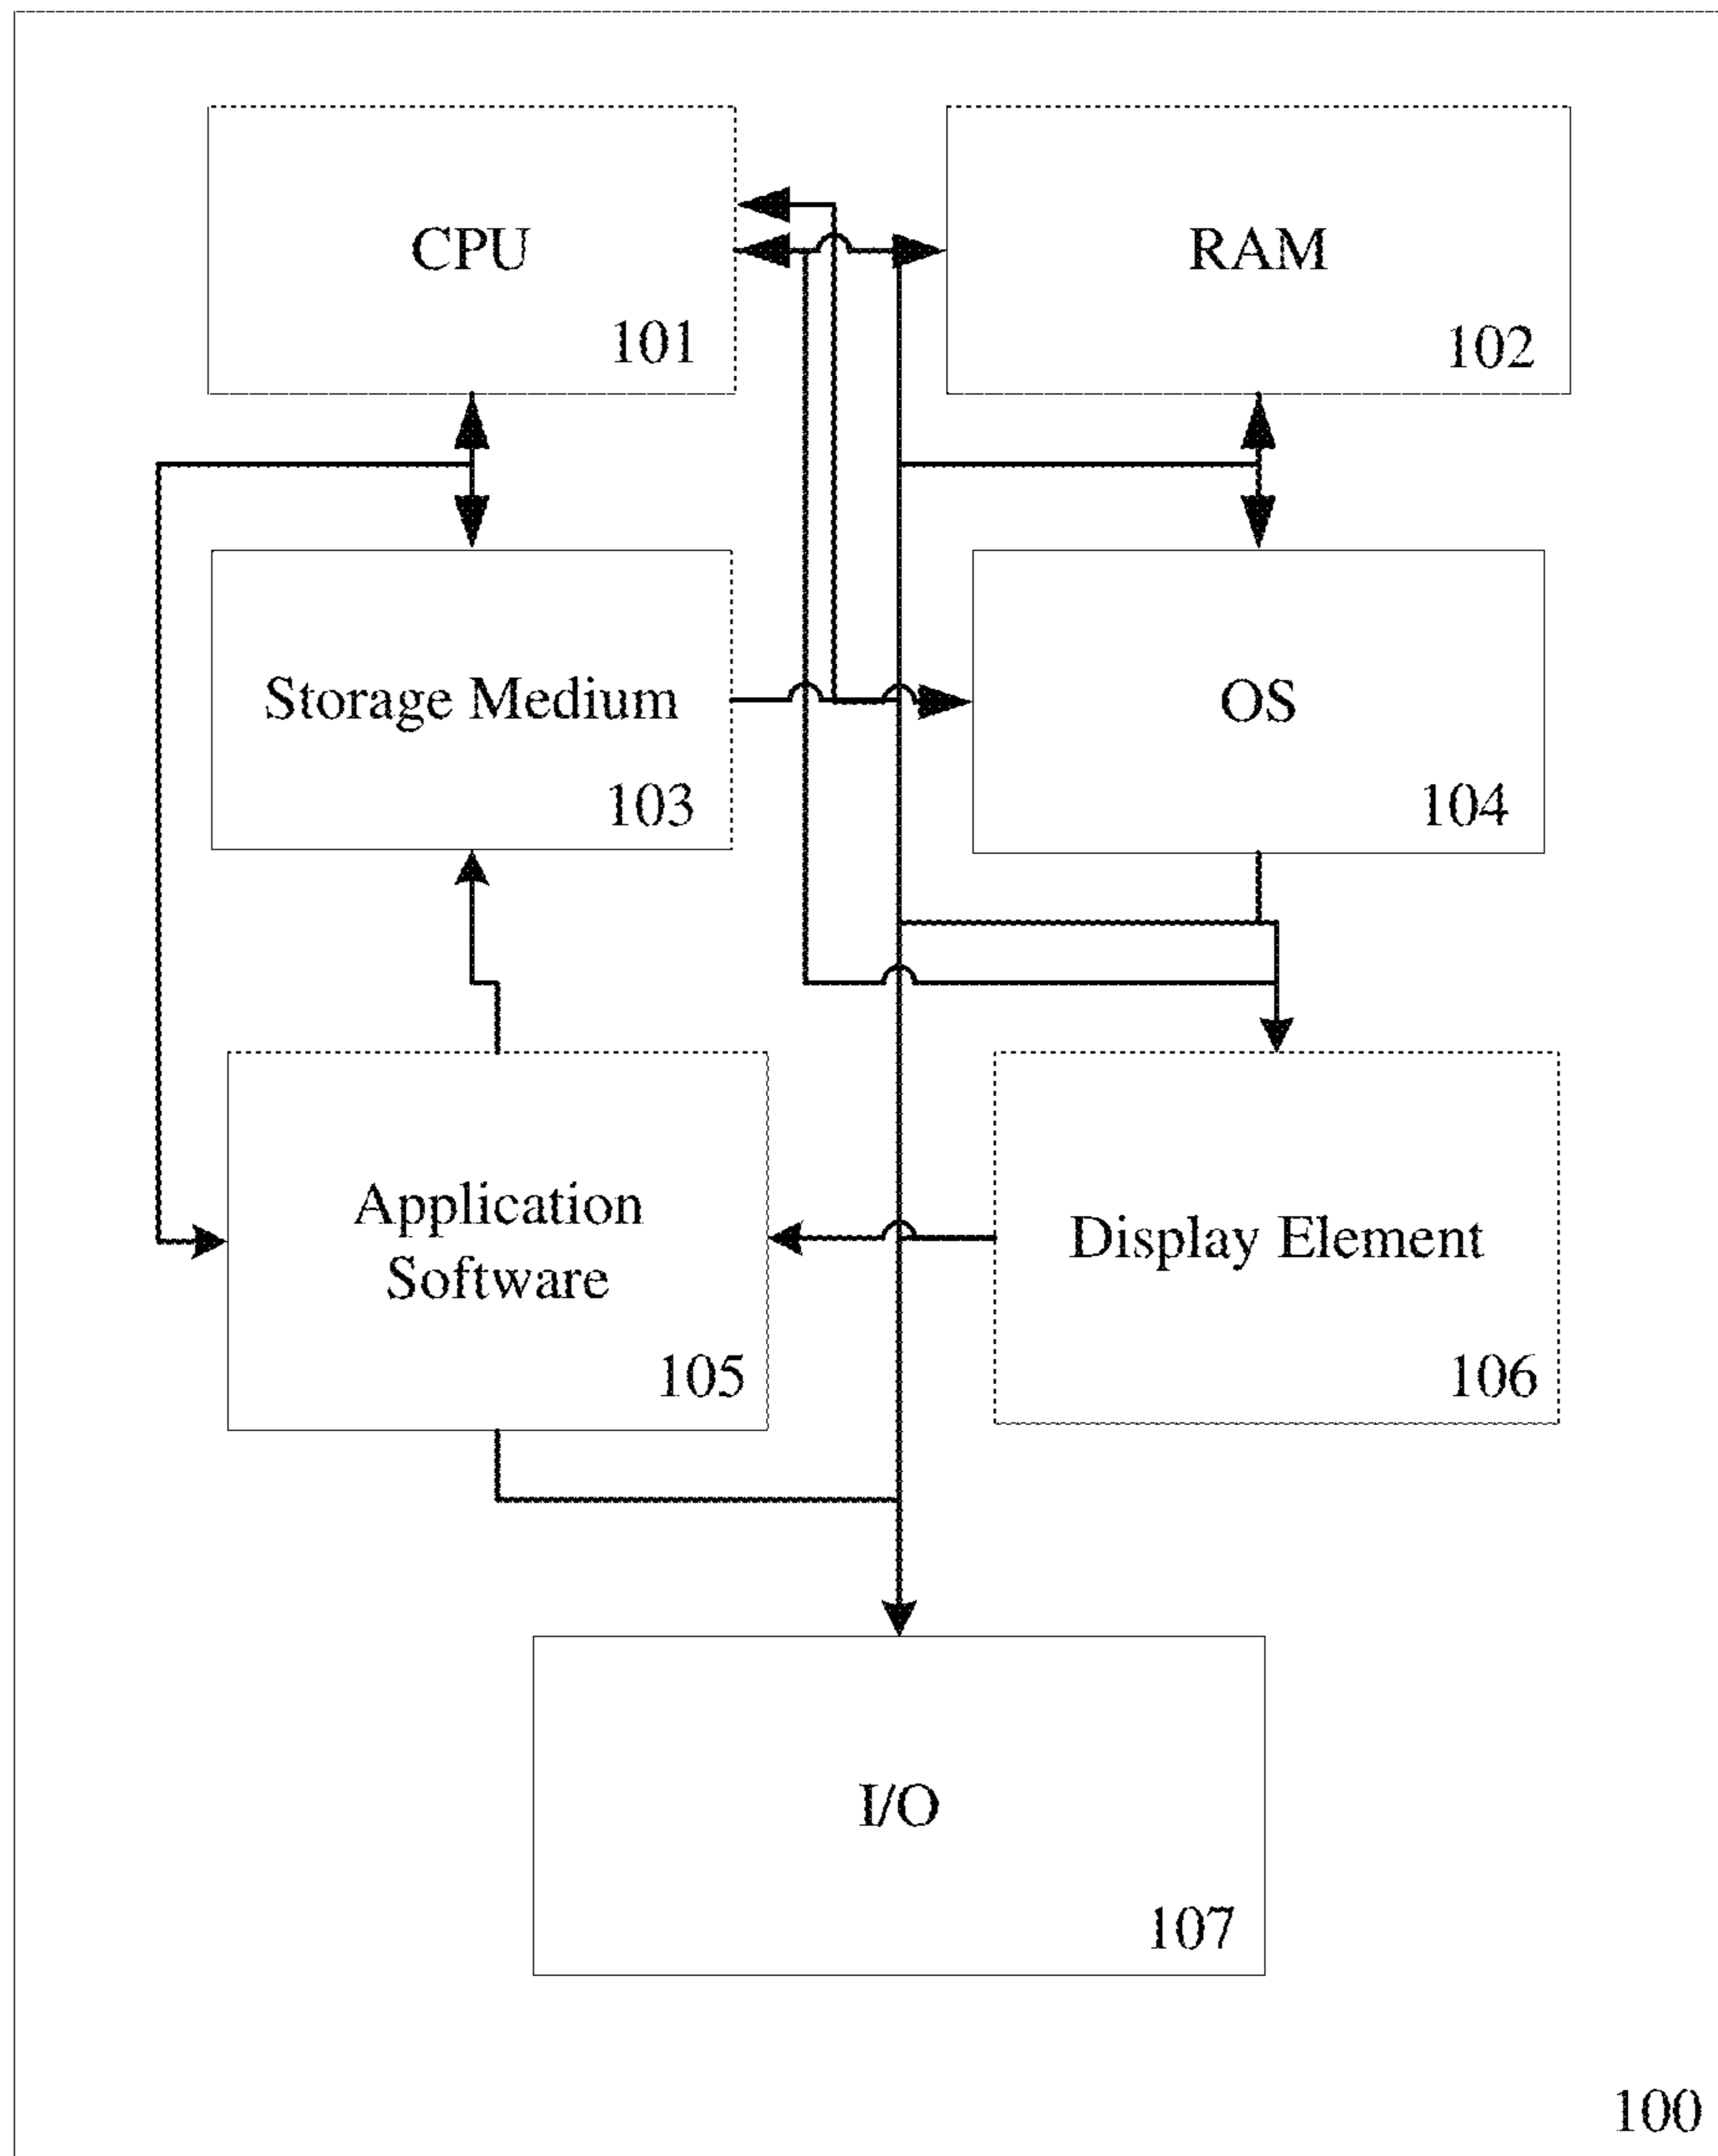 CPU
101
RAM
102
Storage Medium
103
OS
104
Application
Software
105
Display Element
106
I/O
107
100